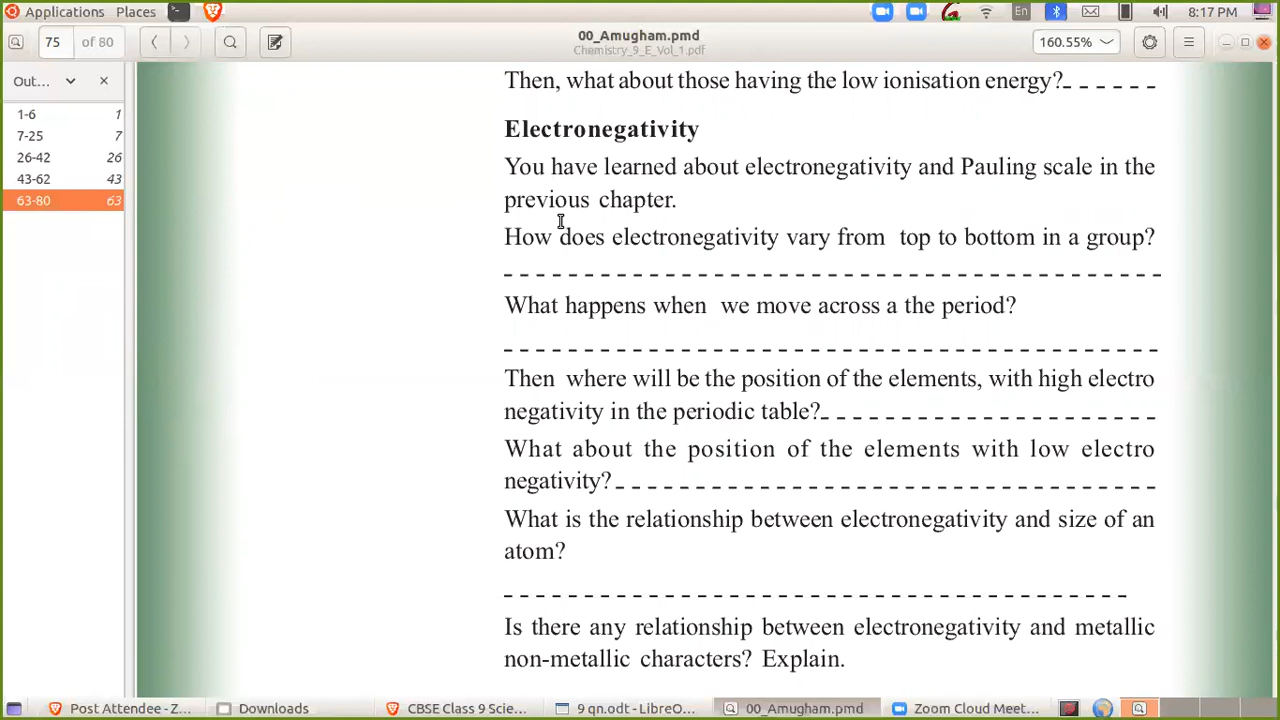 Applications Places En 8:17 PM
75 of 80 00_Amugham.pmd 160.55%
Chemistry_9_E_Vol_1.pdf
Out...
1-6 1
7-25 7
26-42 26
43-62 43
63-80 63
Then, what about those having the low ionisation energy?
Electronegativity
You have learned about electronegativity and Pauling scale in the
previous chapter.
How does electronegativity vary from top to bottom in a group?
What happens when we move across a the period?
Then where will be the position of the elements, with high electro
negativity in the periodic table?
What about the position of the elements with low electro
negativity?
What is the relationship between electronegativity and size of an
atom?
Is there any relationship between electronegativity and metallic
non-metallic characters? Explain.
Post Attendee - Z... Downloads CBSE Class 9 Scie... 9 qn.odt - LibreO... 00_Amugham.pmd Zoom Cloud Meet...